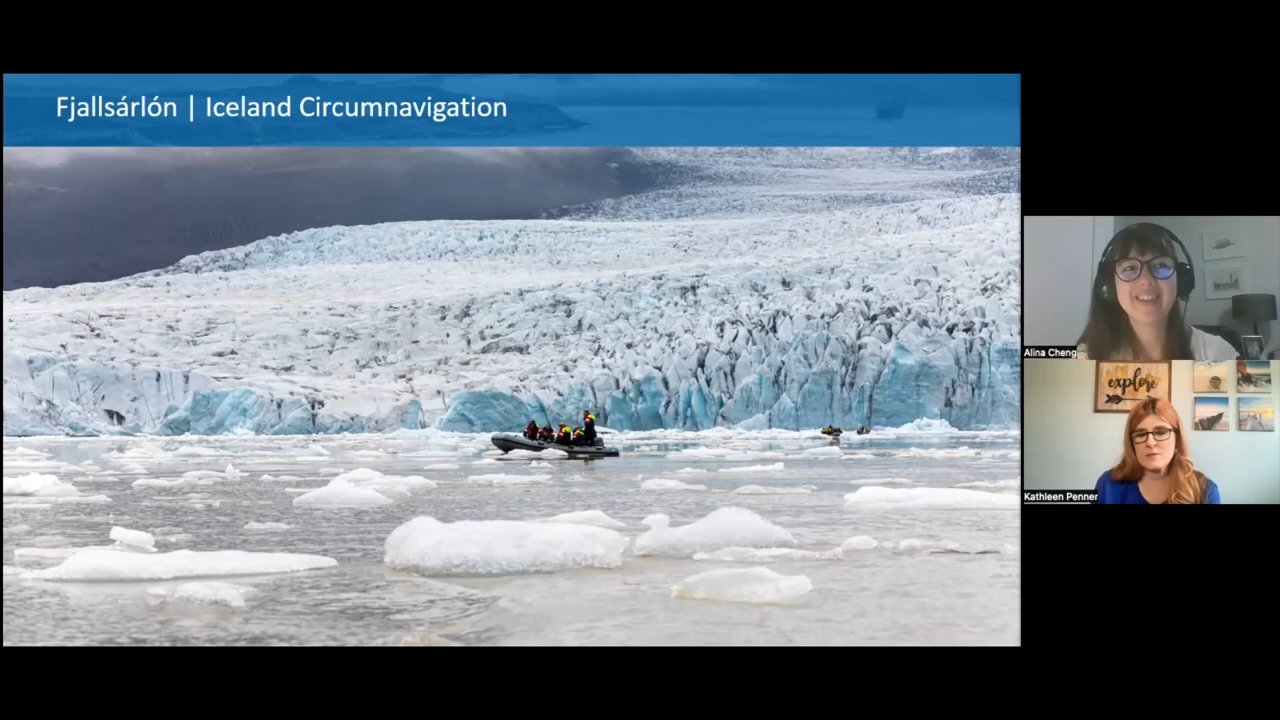 Fjallsárlón | Iceland Circumnavigation
Alina Cheng
explore
Kathleen Penner